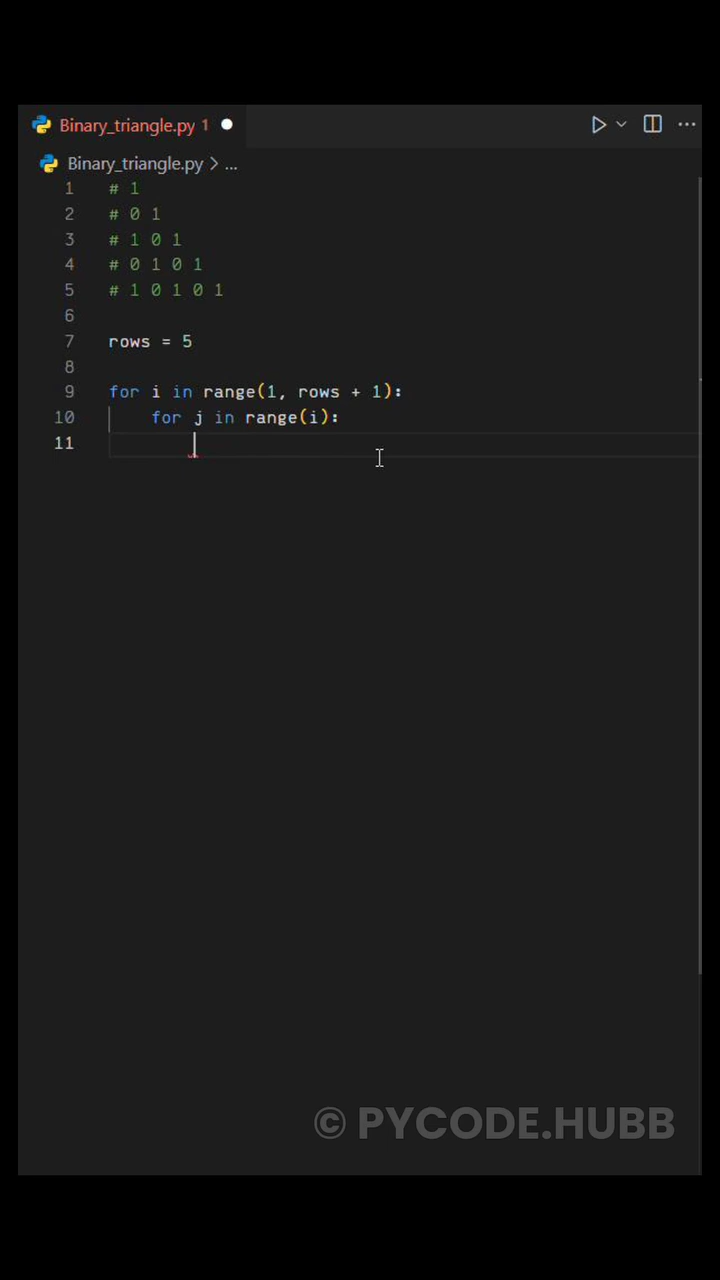 Binary_triangle.py 1
Binary_triangle.py > ...
1 # 1
2 # 0 1
3 # 1 0 1
4 # 0 1 0 1
5 # 1 0 1 0 1
6
7 rows = 5
8
9 for i in range(1, rows + 1):
10     for j in range(i):
11
© PYCODE.HUBB